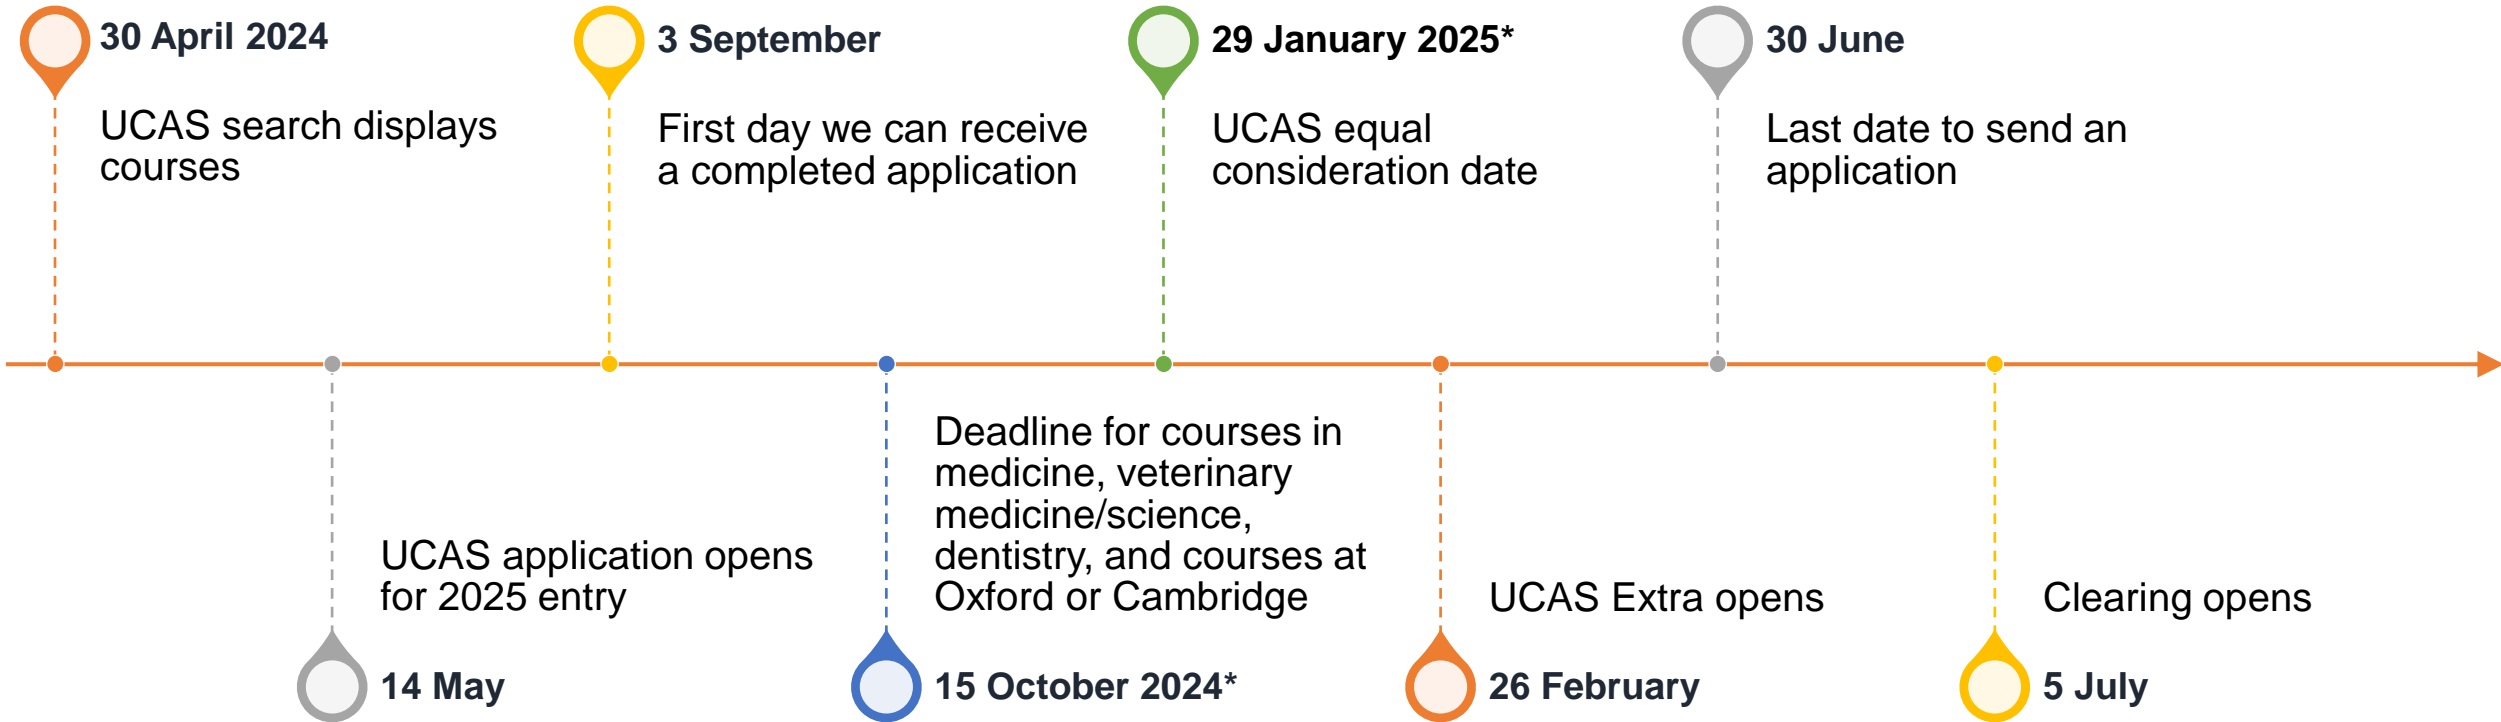 30 April 2024
UCAS search displays
courses
14 May
UCAS application opens
for 2025 entry
3 September
First day we can receive
a completed application
15 October 2024*
Deadline for courses in
medicine, veterinary
medicine/science,
dentistry, and courses at
Oxford or Cambridge
29 January 2025*
UCAS equal
consideration date
26 February
UCAS Extra opens
30 June
Last date to send an
application
5 July
Clearing opens